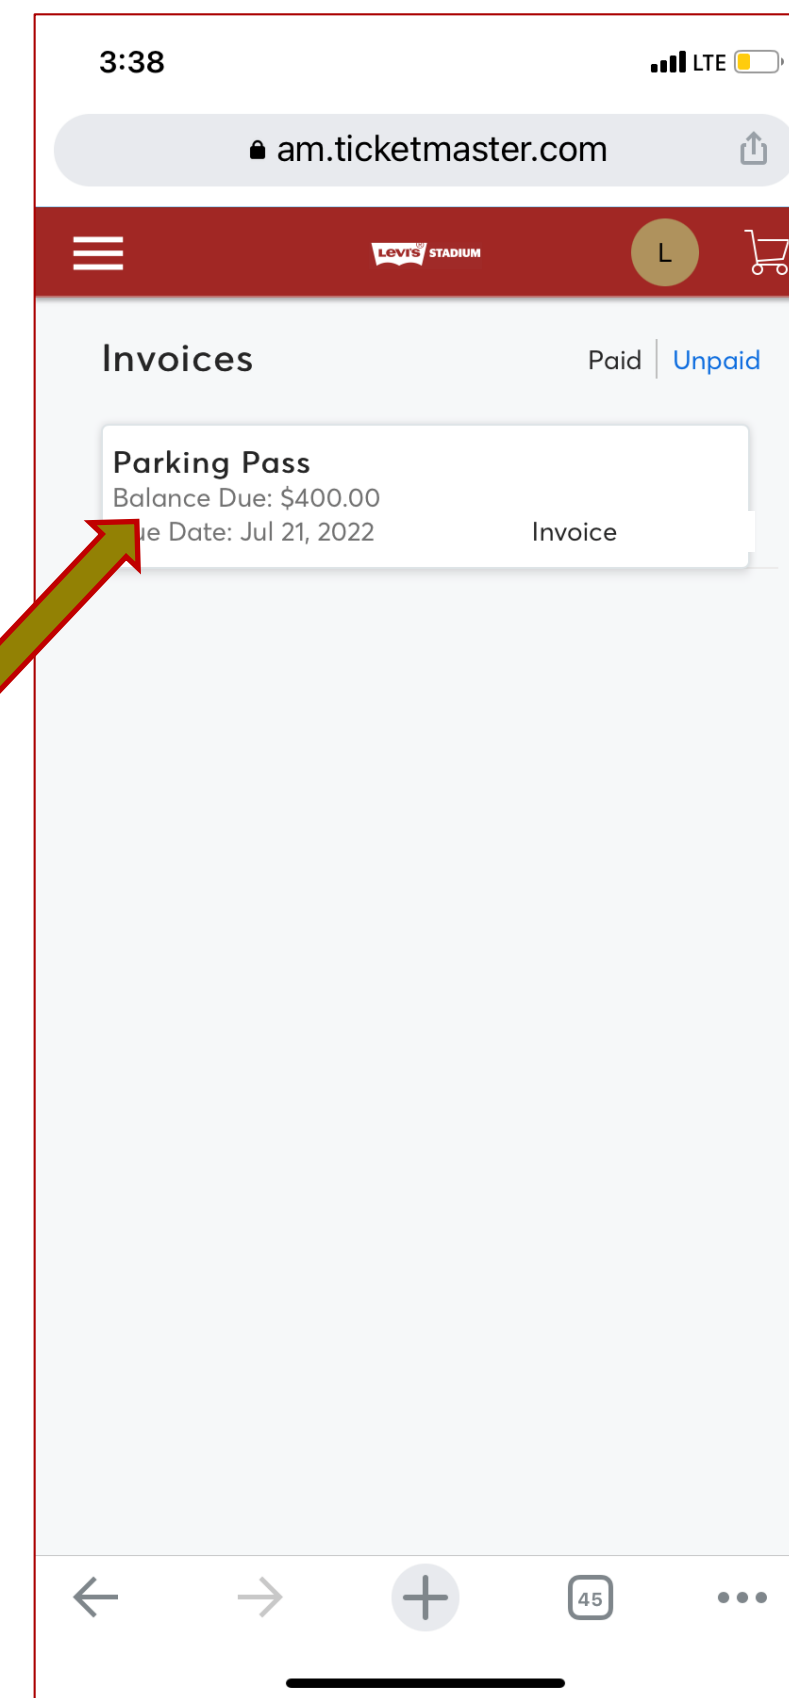 3:38 LTE
am.ticketmaster.com
LEVI'S® STADIUM L
Invoices Paid Unpaid
Parking Pass
Balance Due: $400.00
Date: Jul 21, 2022 Invoice
45